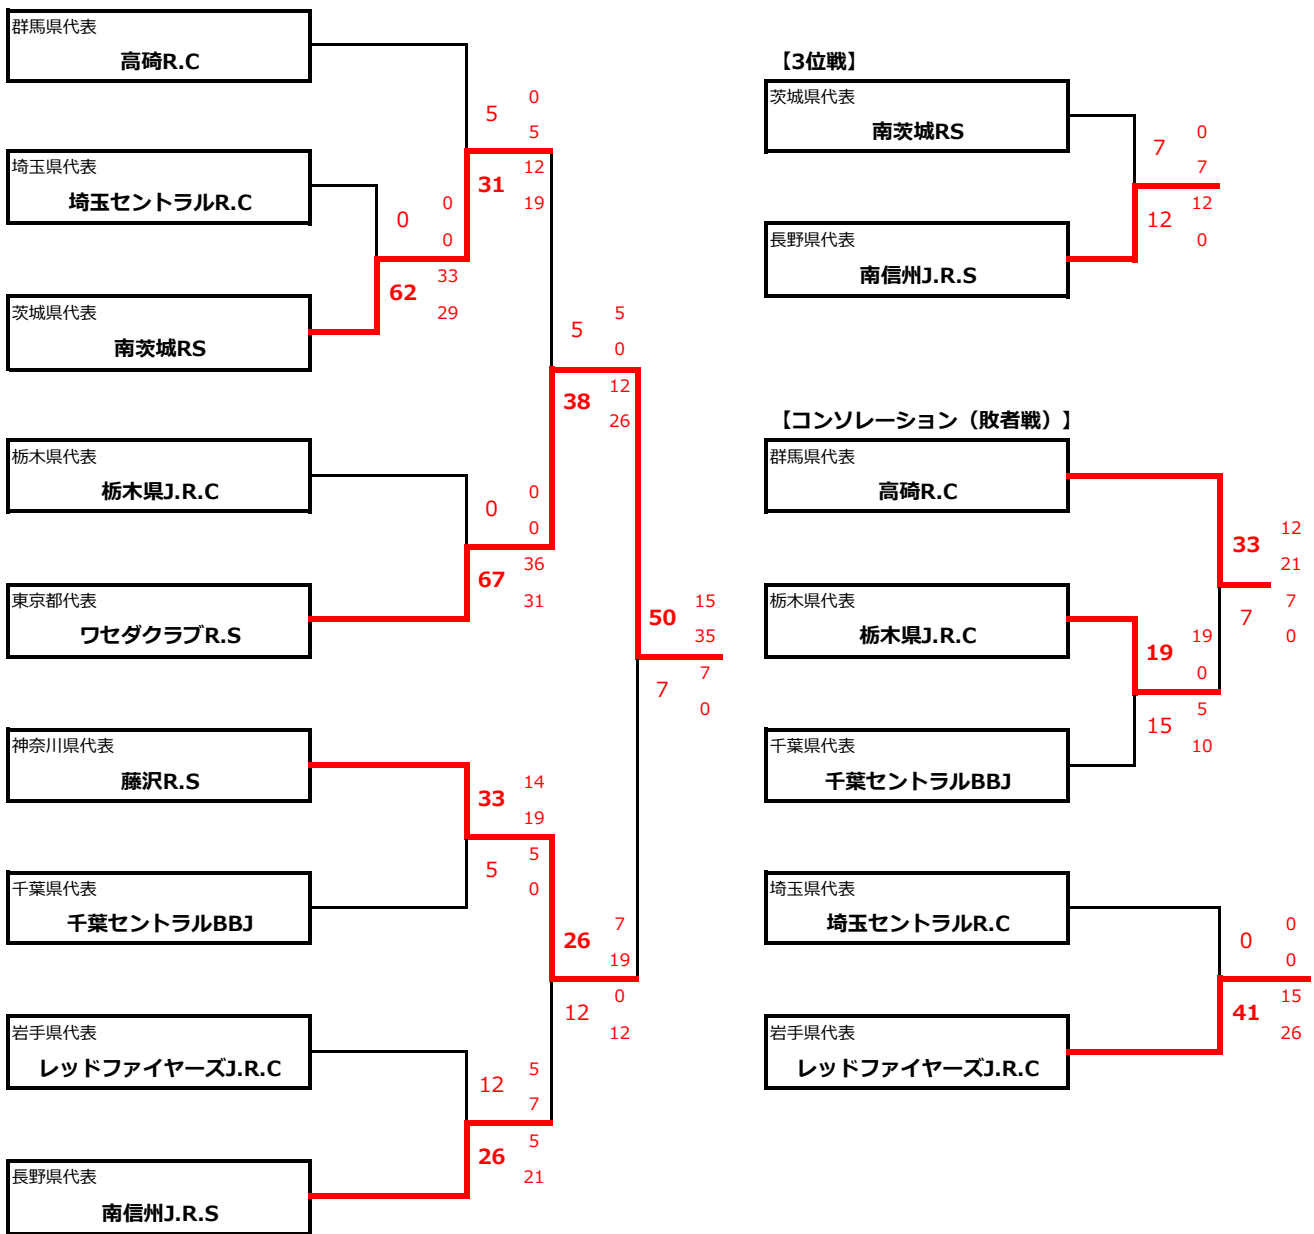 群馬県代表
高碕R.C
埼玉県代表
埼玉セントラルR.C
茨城県代表
南茨城RS
栃木県代表
栃木県J.R.C
東京都代表
ワセダクラブR.S
神奈川県代表
藤沢R.S
千葉県代表
千葉セントラルBBJ
岩手県代表
レッドファイヤーズJ.R.C
長野県代表
南信州J.R.S
0
0
0
62
33
29
5
0
5
31
12
19
0
0
0
67
36
31
33
14
19
5
5
0
12
5
7
26
5
21
5
5
0
38
12
26
26
7
19
12
0
12
50
15
35
7
7
0
【3位戦】
茨城県代表
南茨城RS
長野県代表
南信州J.R.S
7
0
7
12
12
0
【コンソレーション（敗者戦）】
群馬県代表
高碕R.C
栃木県代表
栃木県J.R.C
千葉県代表
千葉セントラルBBJ
19
19
0
15
5
10
33
12
21
7
7
0
埼玉県代表
埼玉セントラルR.C
岩手県代表
レッドファイヤーズJ.R.C
0
0
0
41
15
26